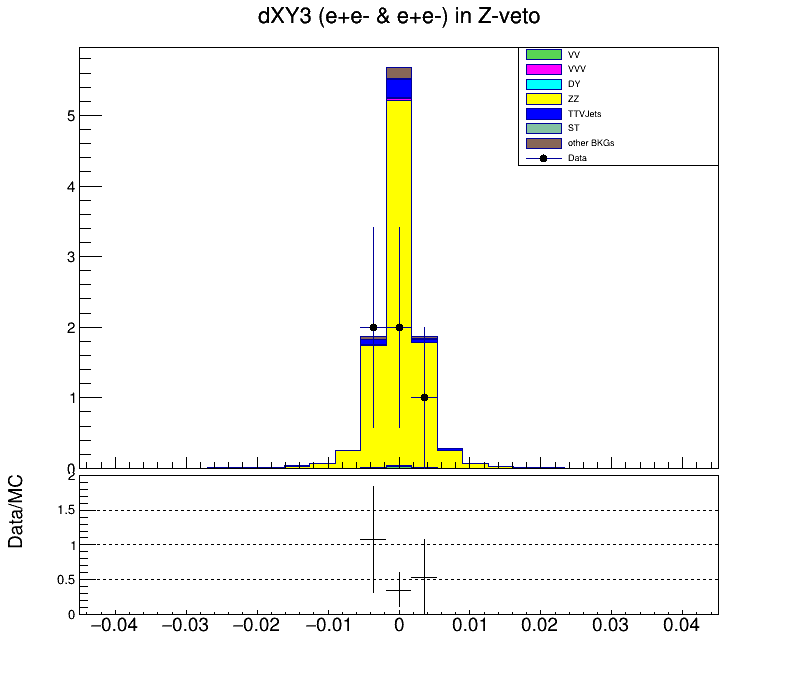 dXY3 (e+e- & e+e-) in Z-veto
VV
VVV
DY
ZZ
TTVJets
ST
other BKGs
Data
5
4
3
2
1
0
Data/MC
2
1.5
1
0.5
0
−0.04 −0.03 −0.02 −0.01 0 0.01 0.02 0.03 0.04